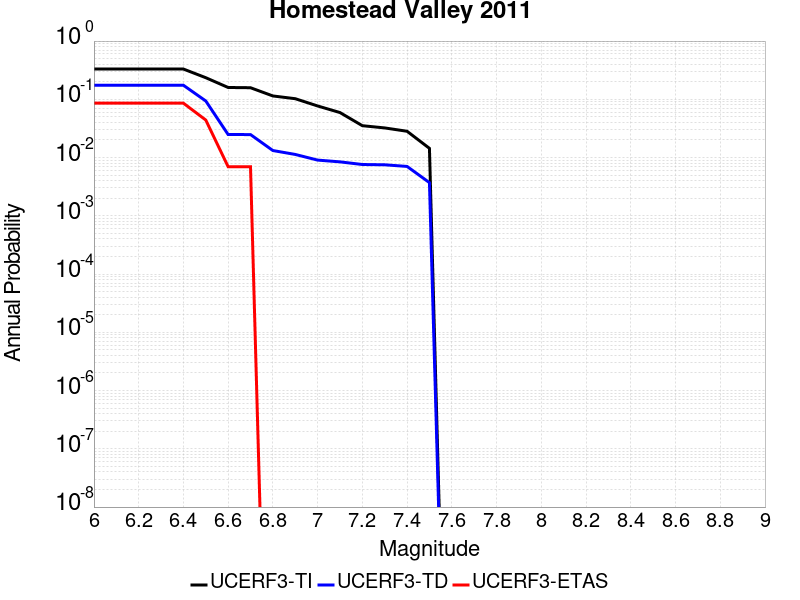 Homestead Valley 2011
Annual Probability
10^0
10^-1
10^-2
10^-3
10^-4
10^-5
10^-6
10^-7
10^-8
6 6.2 6.4 6.6 6.8 7 7.2 7.4 7.6 7.8 8 8.2 8.4 8.6 8.8 9
Magnitude
UCERF3-TI UCERF3-TD UCERF3-ETAS